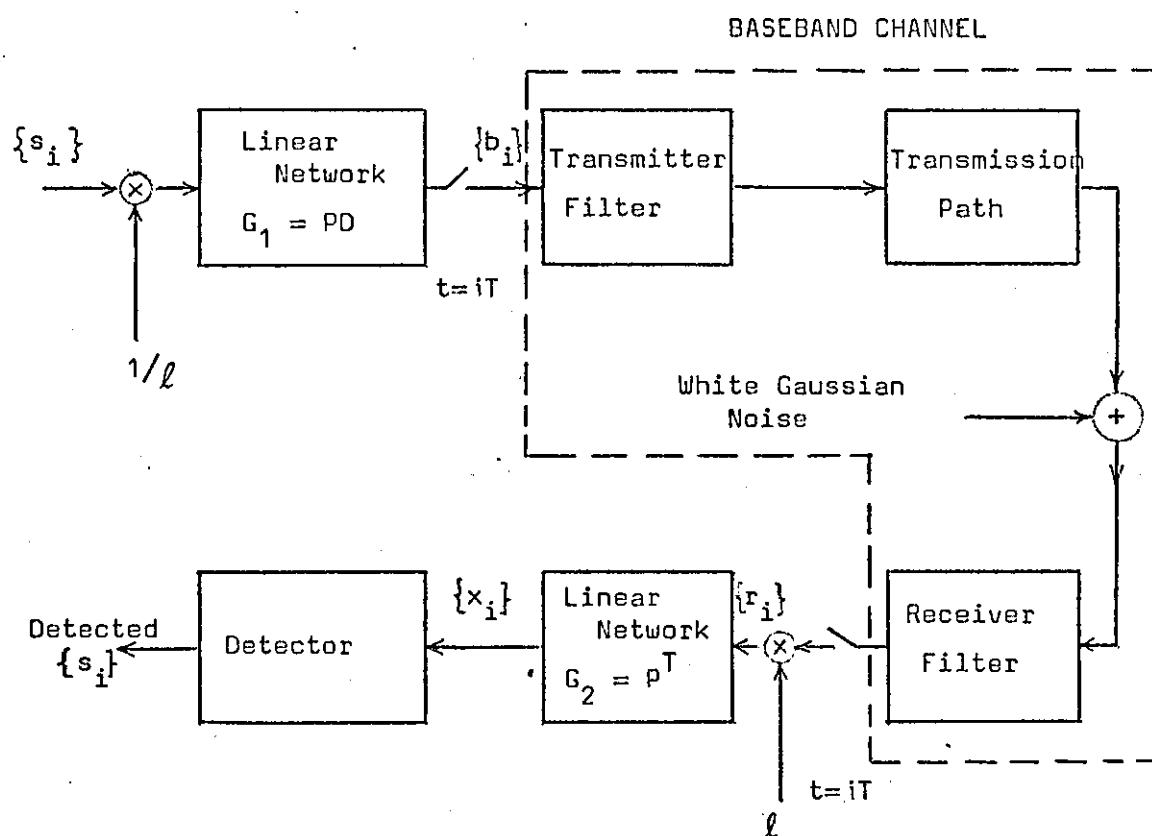 BASEBAND CHANNEL
{s_i}
Linear
Network
G_1 = PD
{b_i}
Transmitter
Filter
Transmission
Path
t=iT
1/ℓ
White Gaussian
Noise
+
Detected
{s_i}
Detector
{x_i}
Linear
Network
G_2 = P^T
{r_i}
Receiver
Filter
t=iT
ℓ